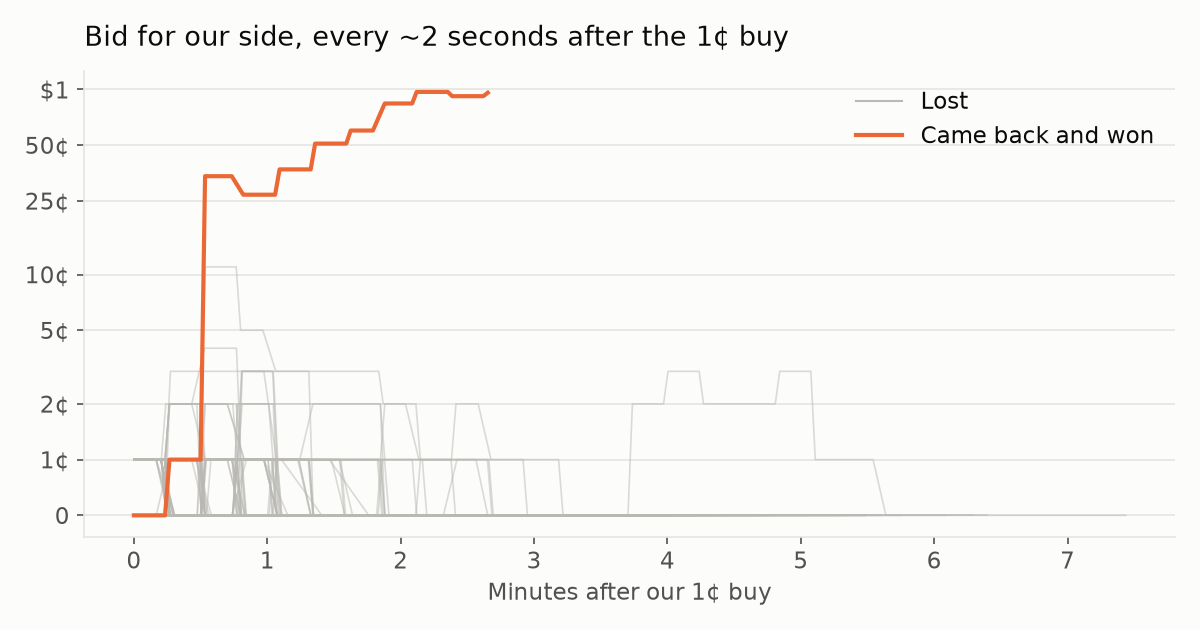 Bid for our side, every ~2 seconds after the 1¢ buy
$1
50¢
25¢
10¢
5¢
2¢
1¢
0
Lost
Came back and won
0 1 2 3 4 5 6 7
Minutes after our 1¢ buy